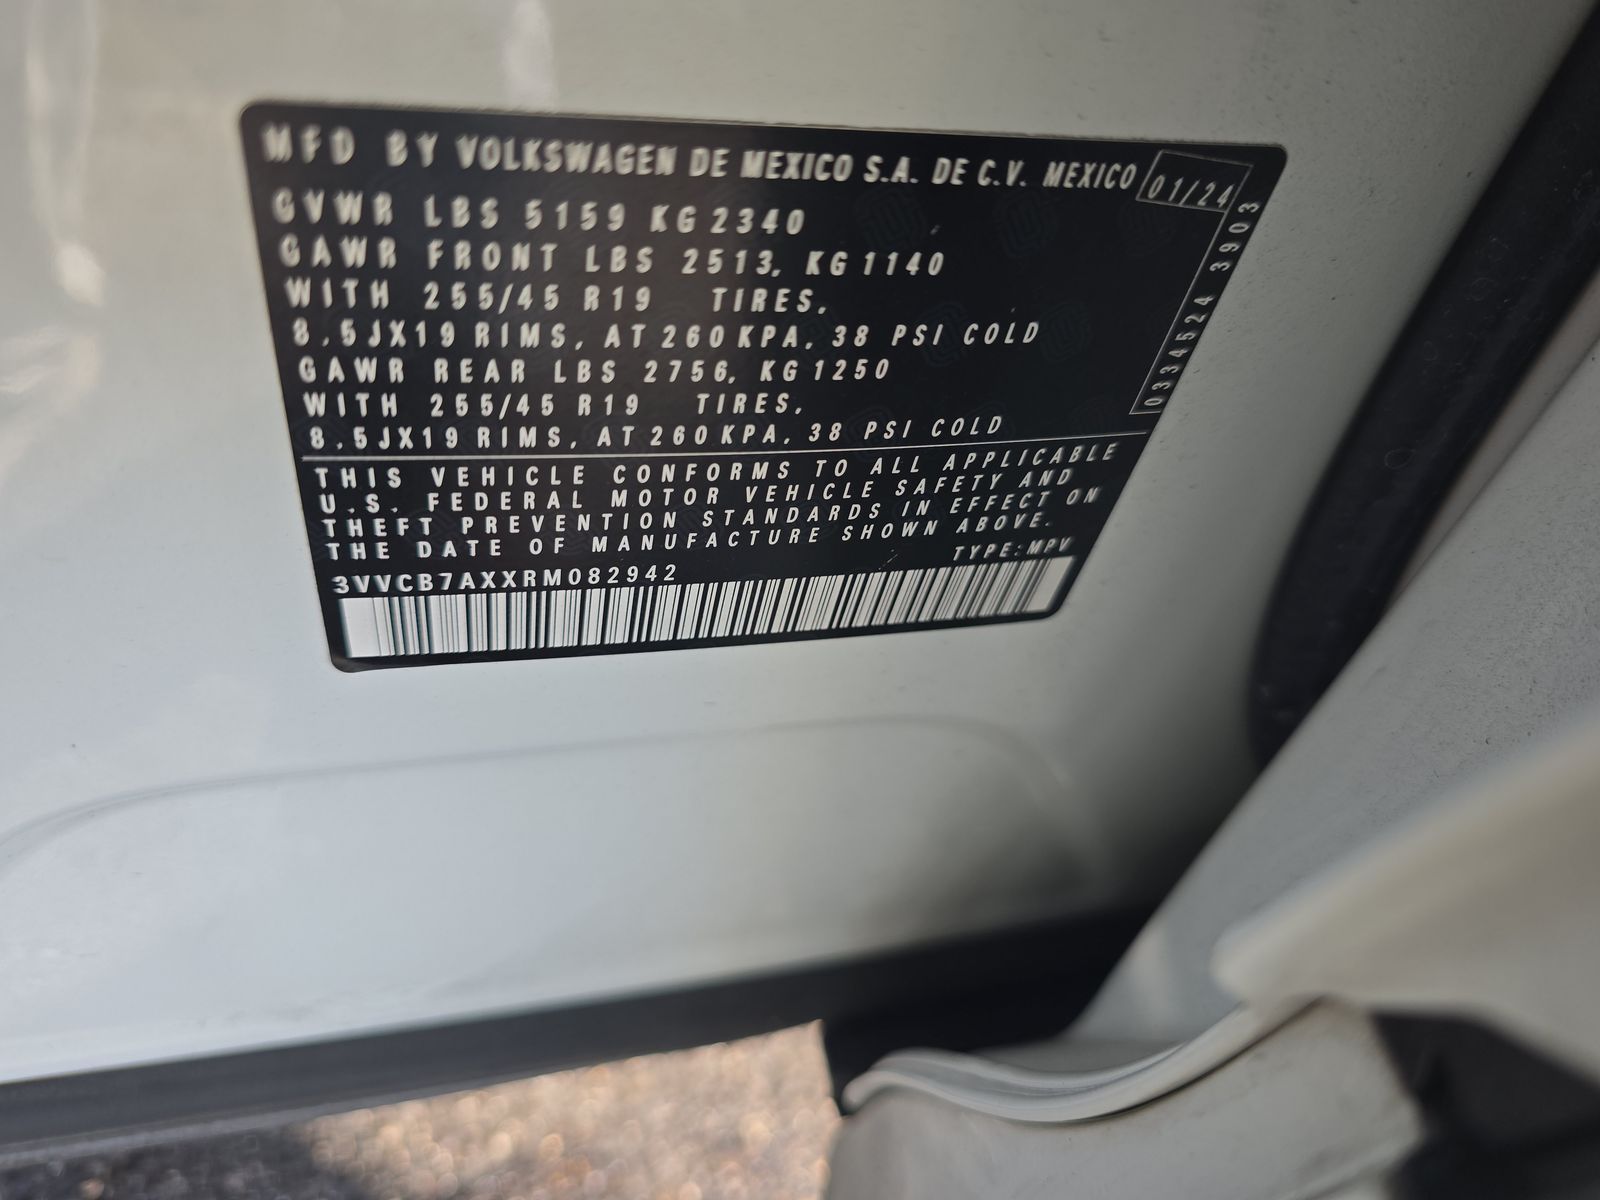 MFD BY VOLKSWAGEN DE MEXICO S.A. DE C.V. MEXICO 01/24
GVWR LBS 5159 KG 2340
GAWR FRONT LBS 2513, KG 1140
WITH 255/45 R19 TIRES,
8.5JX19 RIMS, AT 260 KPA, 38 PSI COLD
GAWR REAR LBS 2756, KG 1250
WITH 255/45 R19 TIRES,
8.5JX19 RIMS, AT 260 KPA, 38 PSI COLD
0334524 3903
THIS VEHICLE CONFORMS TO ALL APPLICABLE
U.S. FEDERAL MOTOR VEHICLE SAFETY AND
THEFT PREVENTION STANDARDS IN EFFECT ON
THE DATE OF MANUFACTURE SHOWN ABOVE.
TYPE:MPV
3VVCB7AXXRM082942